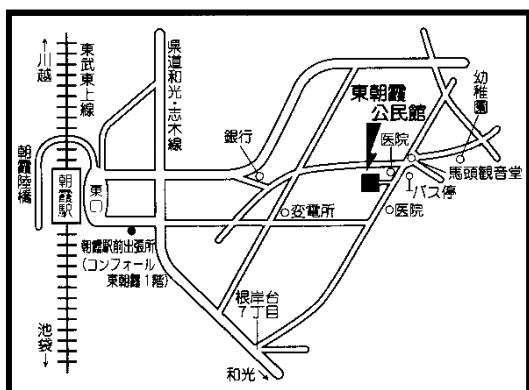 ↑川越
東武東上線
県道和光・志木線
朝霞陸橋
朝霞駅
東口
朝霞駅前出張所
(コンフォール
東朝霞1階)
池袋↓
銀行
東朝霞
公民館
医院
幼稚園
馬頭観音堂
バス停
医院
変電所
根岸台
7丁目
和光↘